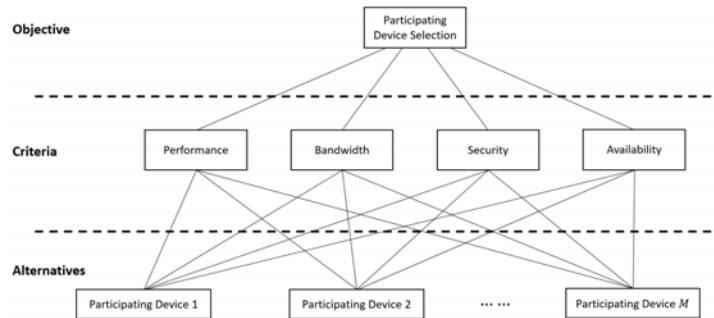 Objective
Participating
Device Selection
Criteria
Performance
Bandwidth
Security
Availability
Alternatives
Participating Device 1
Participating Device 2
... ...
Participating Device M